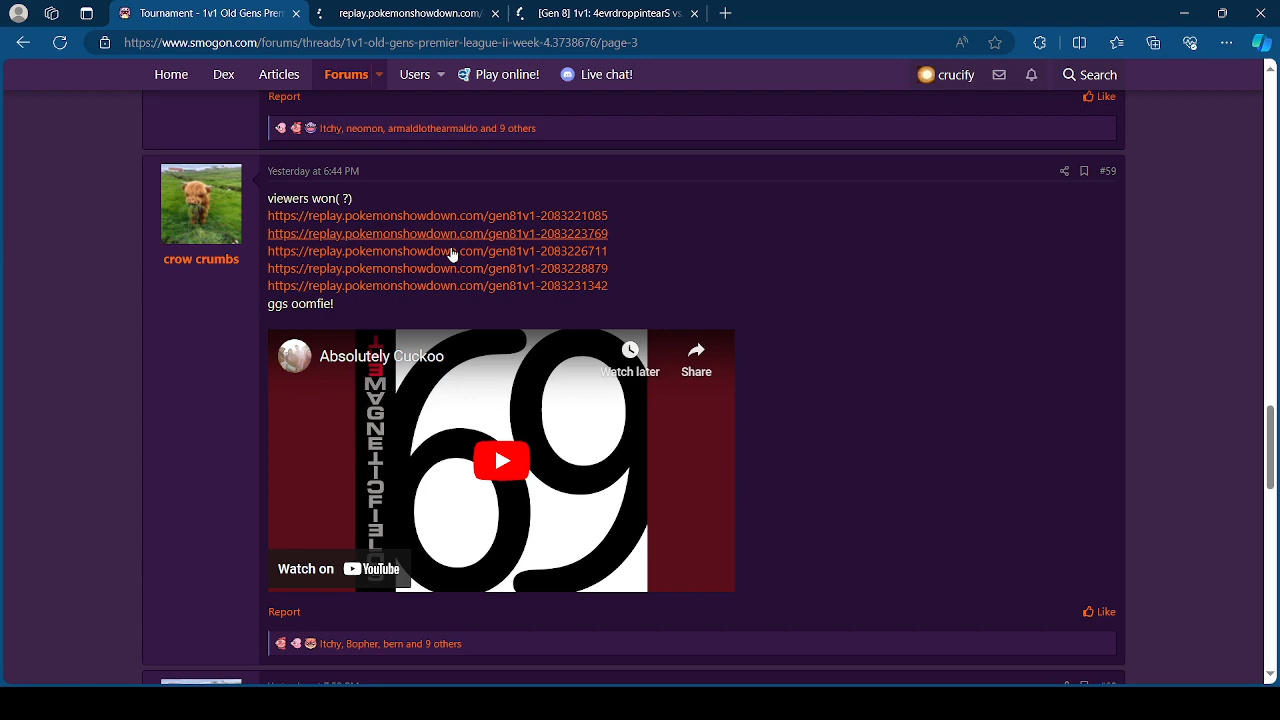 Tournament - 1v1 Old Gens Prem
replay.pokemonshowdown.com/
[Gen 8] 1v1: 4evrdroppintearS vs.
https://www.smogon.com/forums/threads/1v1-old-gens-premier-league-ii-week-4.3738676/page-3
Home Dex Articles Forums Users Play online! Live chat! crucify Search
Report Like
Itchy, neomon, armaldlothearmaldo and 9 others
Yesterday at 6:44 PM #59
viewers won( ?)
https://replay.pokemonshowdown.com/gen81v1-2083221085
https://replay.pokemonshowdown.com/gen81v1-2083223769
https://replay.pokemonshowdown.com/gen81v1-2083226711
crow crumbs
https://replay.pokemonshowdown.com/gen81v1-2083228879
https://replay.pokemonshowdown.com/gen81v1-2083231342
ggs oomfie!
Absolutely Cuckoo
Watch later Share
69
Watch on YouTube
Report Like
Itchy, Bopher, bern and 9 others